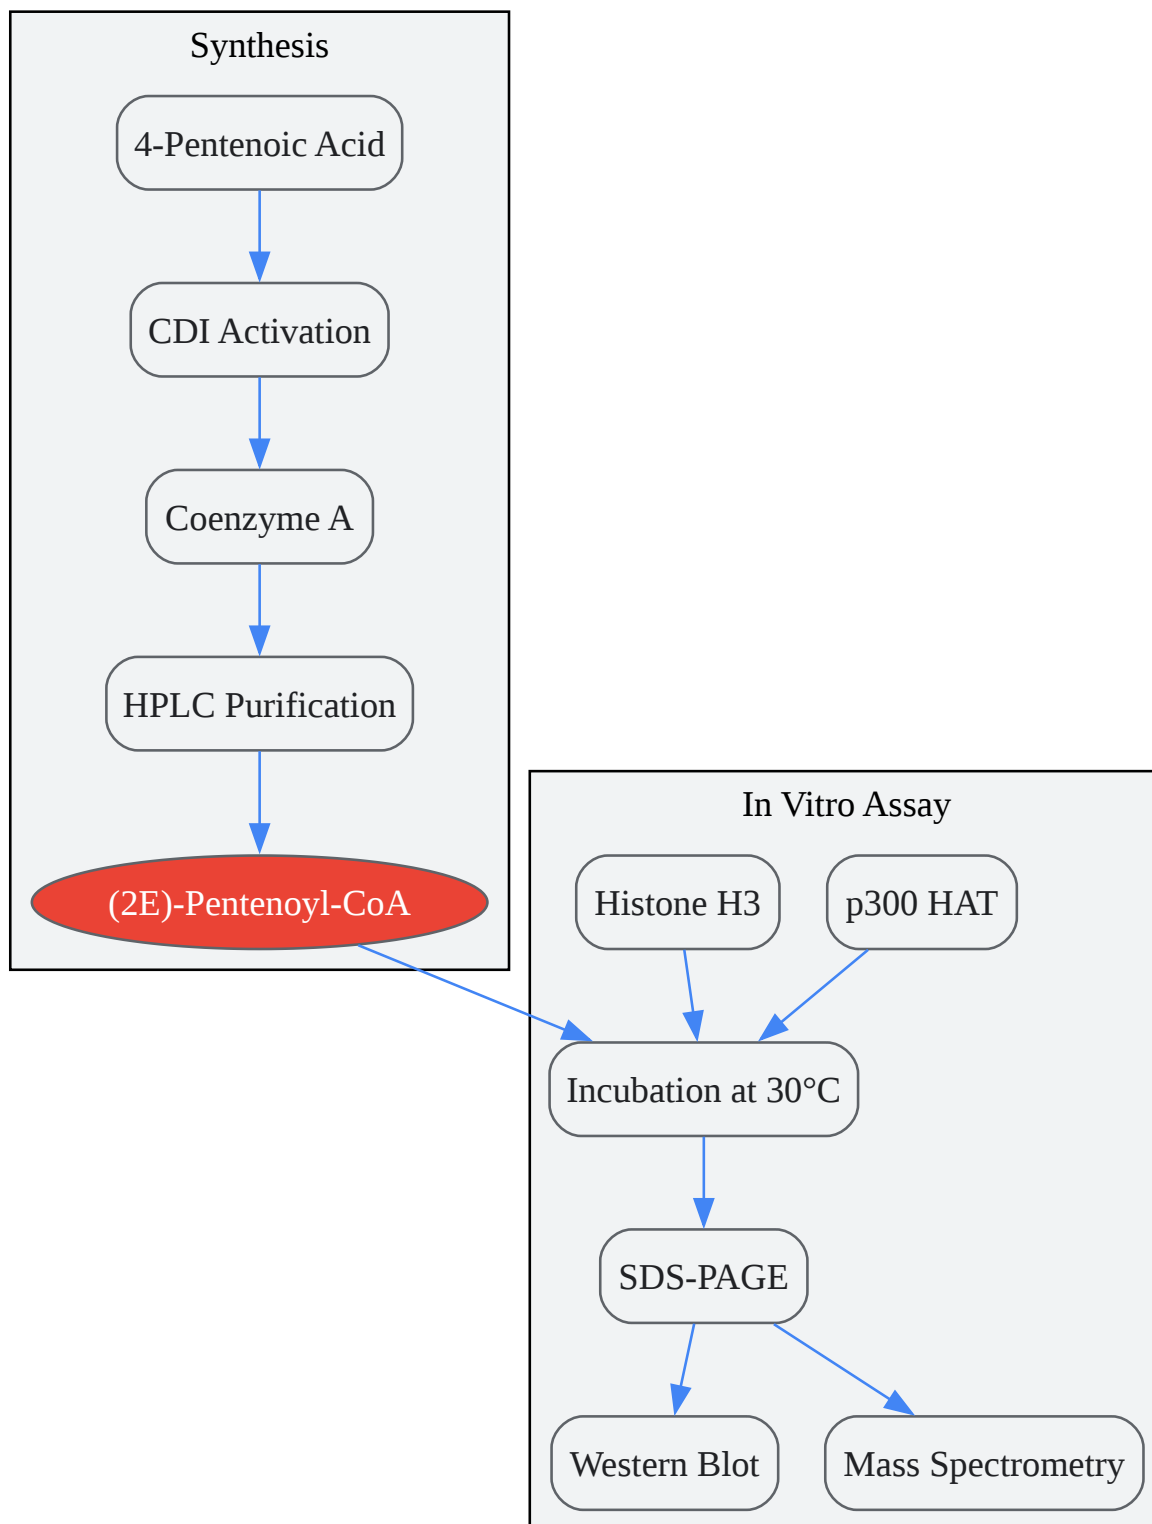 Synthesis
4-Pentenoic Acid
CDI Activation
Coenzyme A
HPLC Purification
(2E)-Pentenoyl-CoA
In Vitro Assay
Histone H3
p300 HAT
Incubation at 30°C
SDS-PAGE
Western Blot
Mass Spectrometry